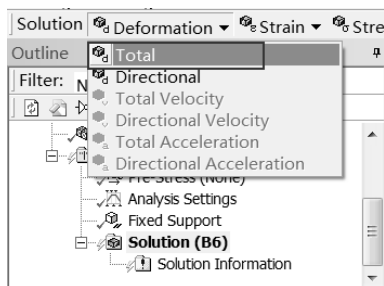 Solution Deformation Strain Stre
Outline
Total
Filter:
Directional
Total Velocity
Directional Velocity
Total Acceleration
Directional Acceleration
Pre-Stress (None)
Analysis Settings
Fixed Support
Solution (B6)
Solution Information